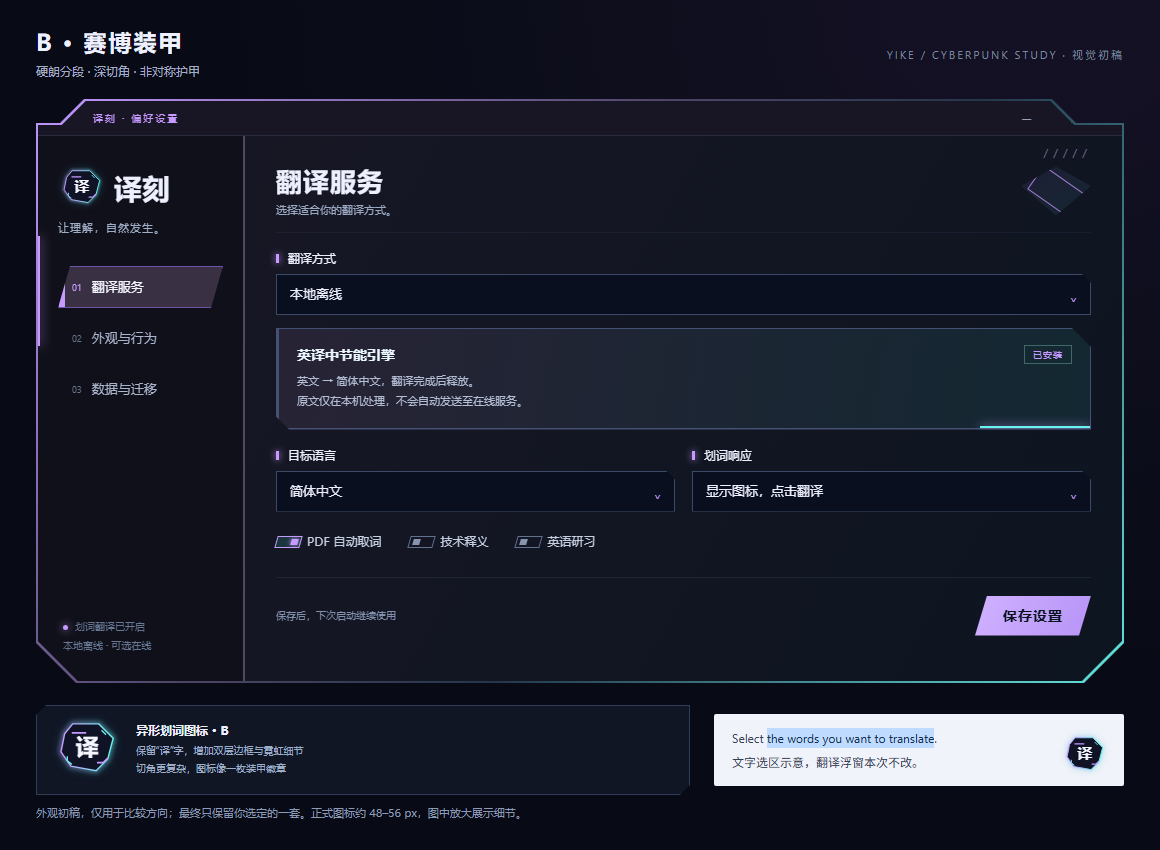 B • 赛博装甲
硬朗分段 · 深切角 · 非对称护甲
YIKE / CYBERPUNK STUDY · 视觉初稿
译刻 · 偏好设置
译
译刻
让理解，自然发生。
01 翻译服务
02 外观与行为
03 数据与迁移
划词翻译已开启
本地离线 · 可选在线
/ / / / /
翻译服务
选择适合你的翻译方式。
翻译方式
本地离线
英译中节能引擎
已安装
英文 → 简体中文，翻译完成后释放。
原文仅在本机处理，不会自动发送至在线服务。
目标语言
简体中文
划词响应
显示图标，点击翻译
PDF 自动取词
技术释义
英语研习
保存后，下次启动继续使用
保存设置
译
异形划词图标 • B
保留“译”字，增加双层边框与霓虹细节
切角更复杂，图标像一枚装甲徽章
Select the words you want to translate.
文字选区示意，翻译浮窗本次不改。
译
外观初稿，仅用于比较方向；最终只保留你选定的一套。正式图标约 48–56 px，图中放大展示细节。